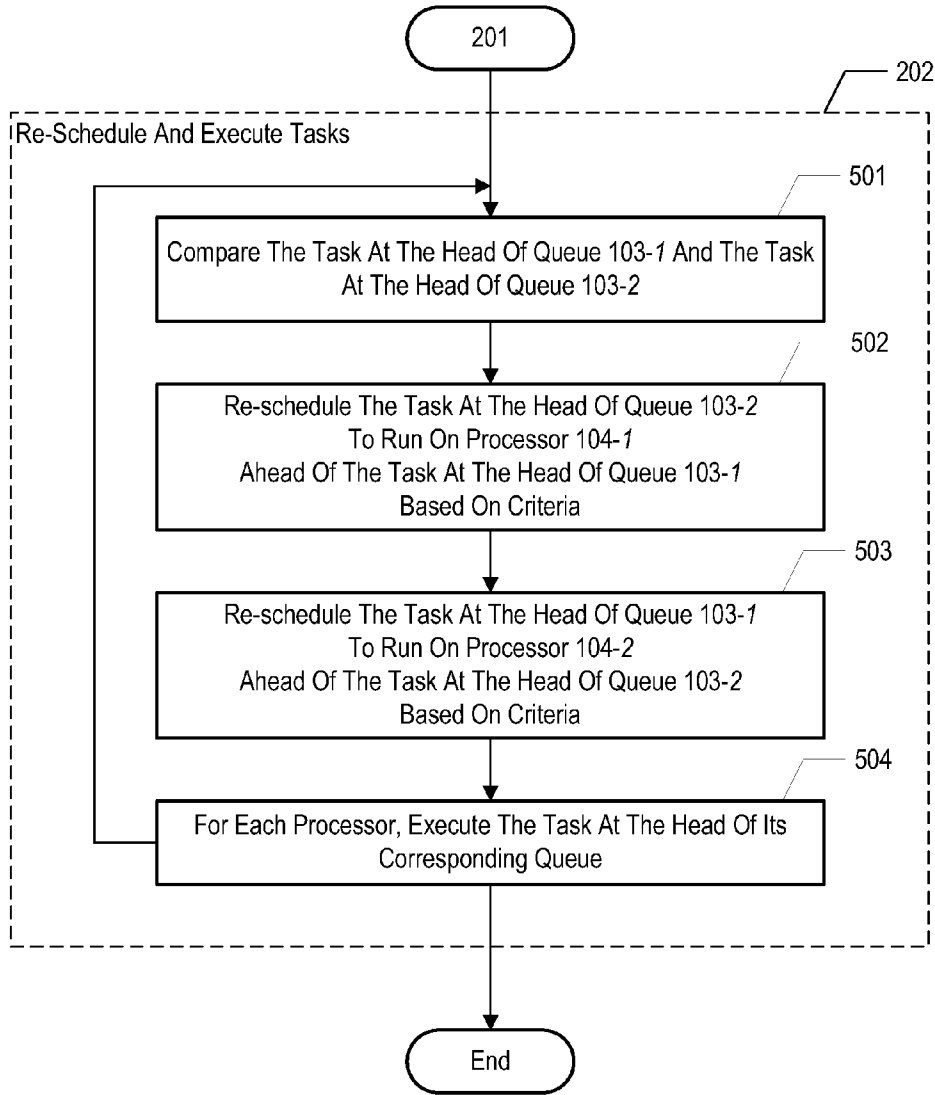 201
202
Re-Schedule And Execute Tasks
501
Compare The Task At The Head Of Queue 103-1 And The Task
At The Head Of Queue 103-2
502
Re-schedule The Task At The Head Of Queue 103-2
To Run On Processor 104-1
Ahead Of The Task At The Head Of Queue 103-1
Based On Criteria
503
Re-schedule The Task At The Head Of Queue 103-1
To Run On Processor 104-2
Ahead Of The Task At The Head Of Queue 103-2
Based On Criteria
504
For Each Processor, Execute The Task At The Head Of Its
Corresponding Queue
End